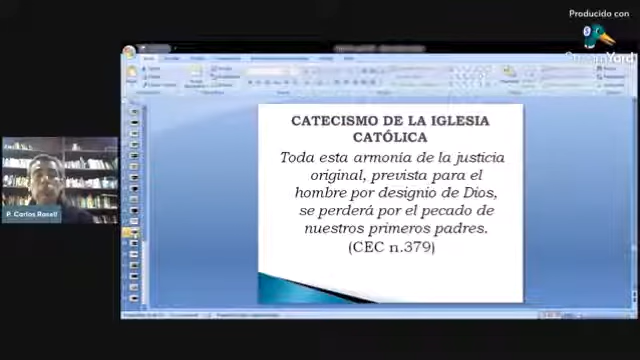 Producido con
StreamYard
CATECISMO DE LA IGLESIA
CATÓLICA
Toda esta armonía de la justicia
original, prevista para el
hombre por designio de Dios,
se perderá por el pecado de
nuestros primeros padres.
(CEC n.379)
P. Carlos Rosell